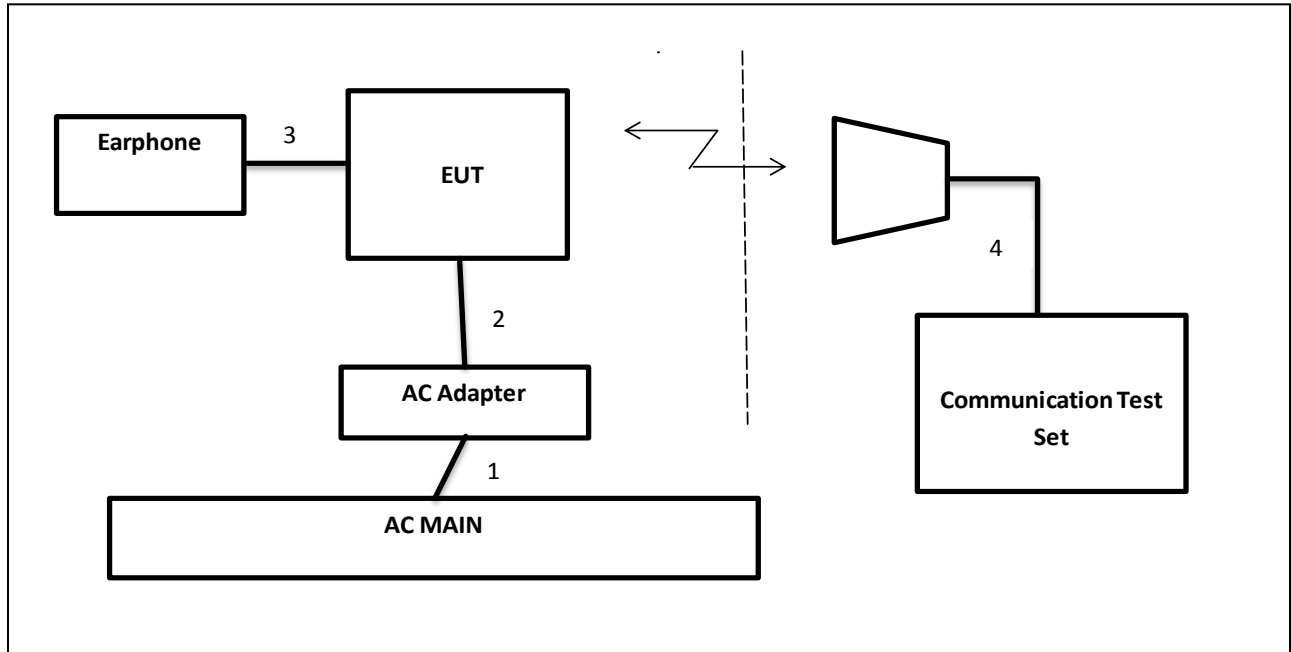 Earphone
3
EUT
2
AC Adapter
1
AC MAIN
4
Communication Test
Set